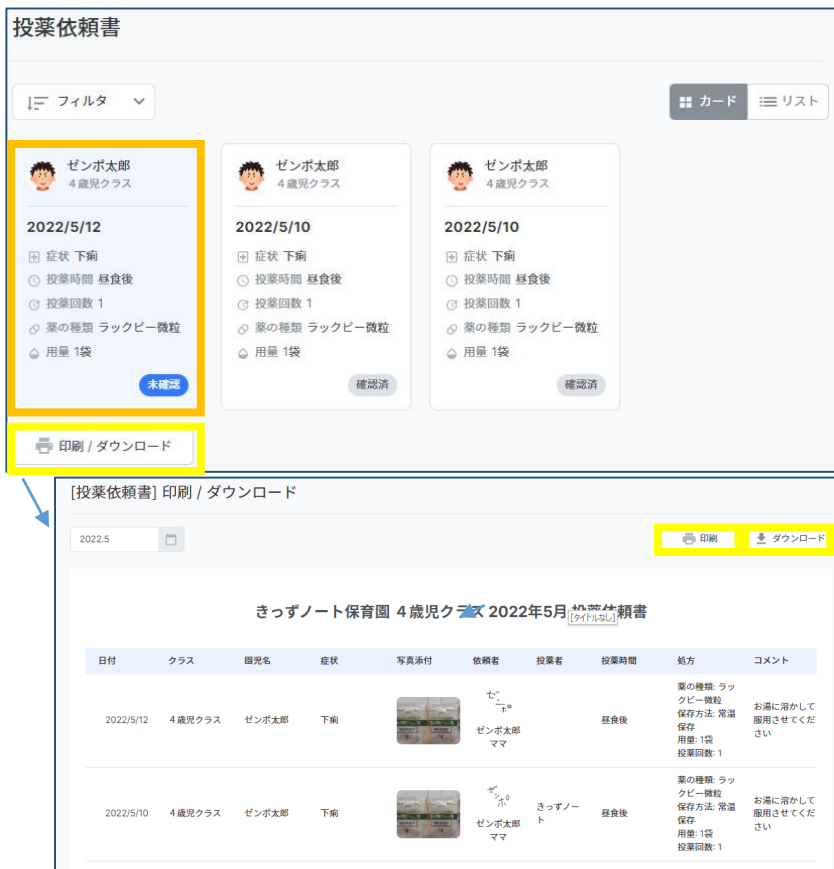 投薬依頼書
フィルタ
カード リスト
ゼンポ太郎
４歳児クラス
2022/5/12
症状 下痢
投薬時間 昼食後
投薬回数 1
薬の種類 ラックビー微粒
用量 1袋
未確認
ゼンポ太郎
４歳児クラス
2022/5/10
症状 下痢
投薬時間 昼食後
投薬回数 1
薬の種類 ラックビー微粒
用量 1袋
確認済
ゼンポ太郎
４歳児クラス
2022/5/10
症状 下痢
投薬時間 昼食後
投薬回数 1
薬の種類 ラックビー微粒
用量 1袋
確認済
印刷 / ダウンロード
[投薬依頼書] 印刷 / ダウンロード
2022.5
印刷 ダウンロード
きっずノート保育園 ４歳児クラス 2022年5月 投薬依頼書
[タイトルなし]
日付 クラス 園児名 症状 写真添付 依頼者 投薬者 投薬時間 処方 コメント
2022/5/12 ４歳児クラス ゼンポ太郎 下痢
ゼンポ
ゼンポ太郎
ママ
昼食後
薬の種類: ラッ
クビー微粒
保存方法: 常温
保存
用量: 1袋
投薬回数: 1
お湯に溶かして
服用させてくだ
さい
2022/5/10 ４歳児クラス ゼンポ太郎 下痢
ゼンポ
ゼンポ太郎
ママ
きっずノー
ト
昼食後
薬の種類: ラッ
クビー微粒
保存方法: 常温
保存
用量: 1袋
投薬回数: 1
お湯に溶かして
服用させてくだ
さい